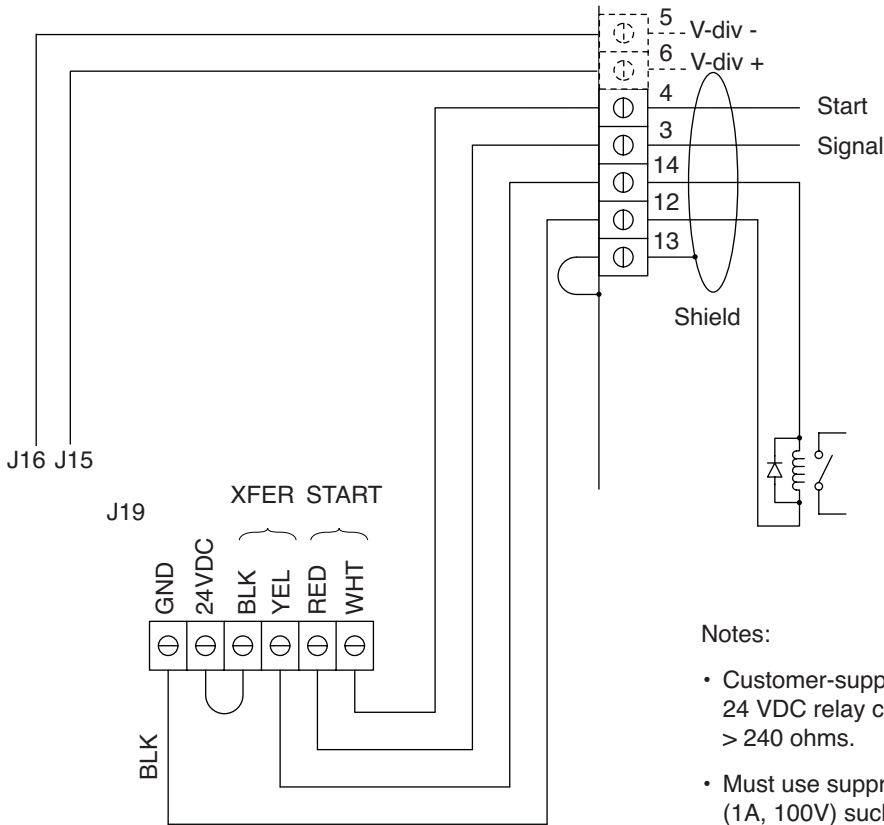 5
V-div -
6
V-div +
4
Start
3
Signal
14
12
13
Shield
J16 J15
J19
XFER START
GND
24VDC
BLK
YEL
RED
WHT
BLK
Notes:
• Customer-supp
24 VDC relay c
> 240 ohms.
• Must use suppr
(1A, 100V) suc